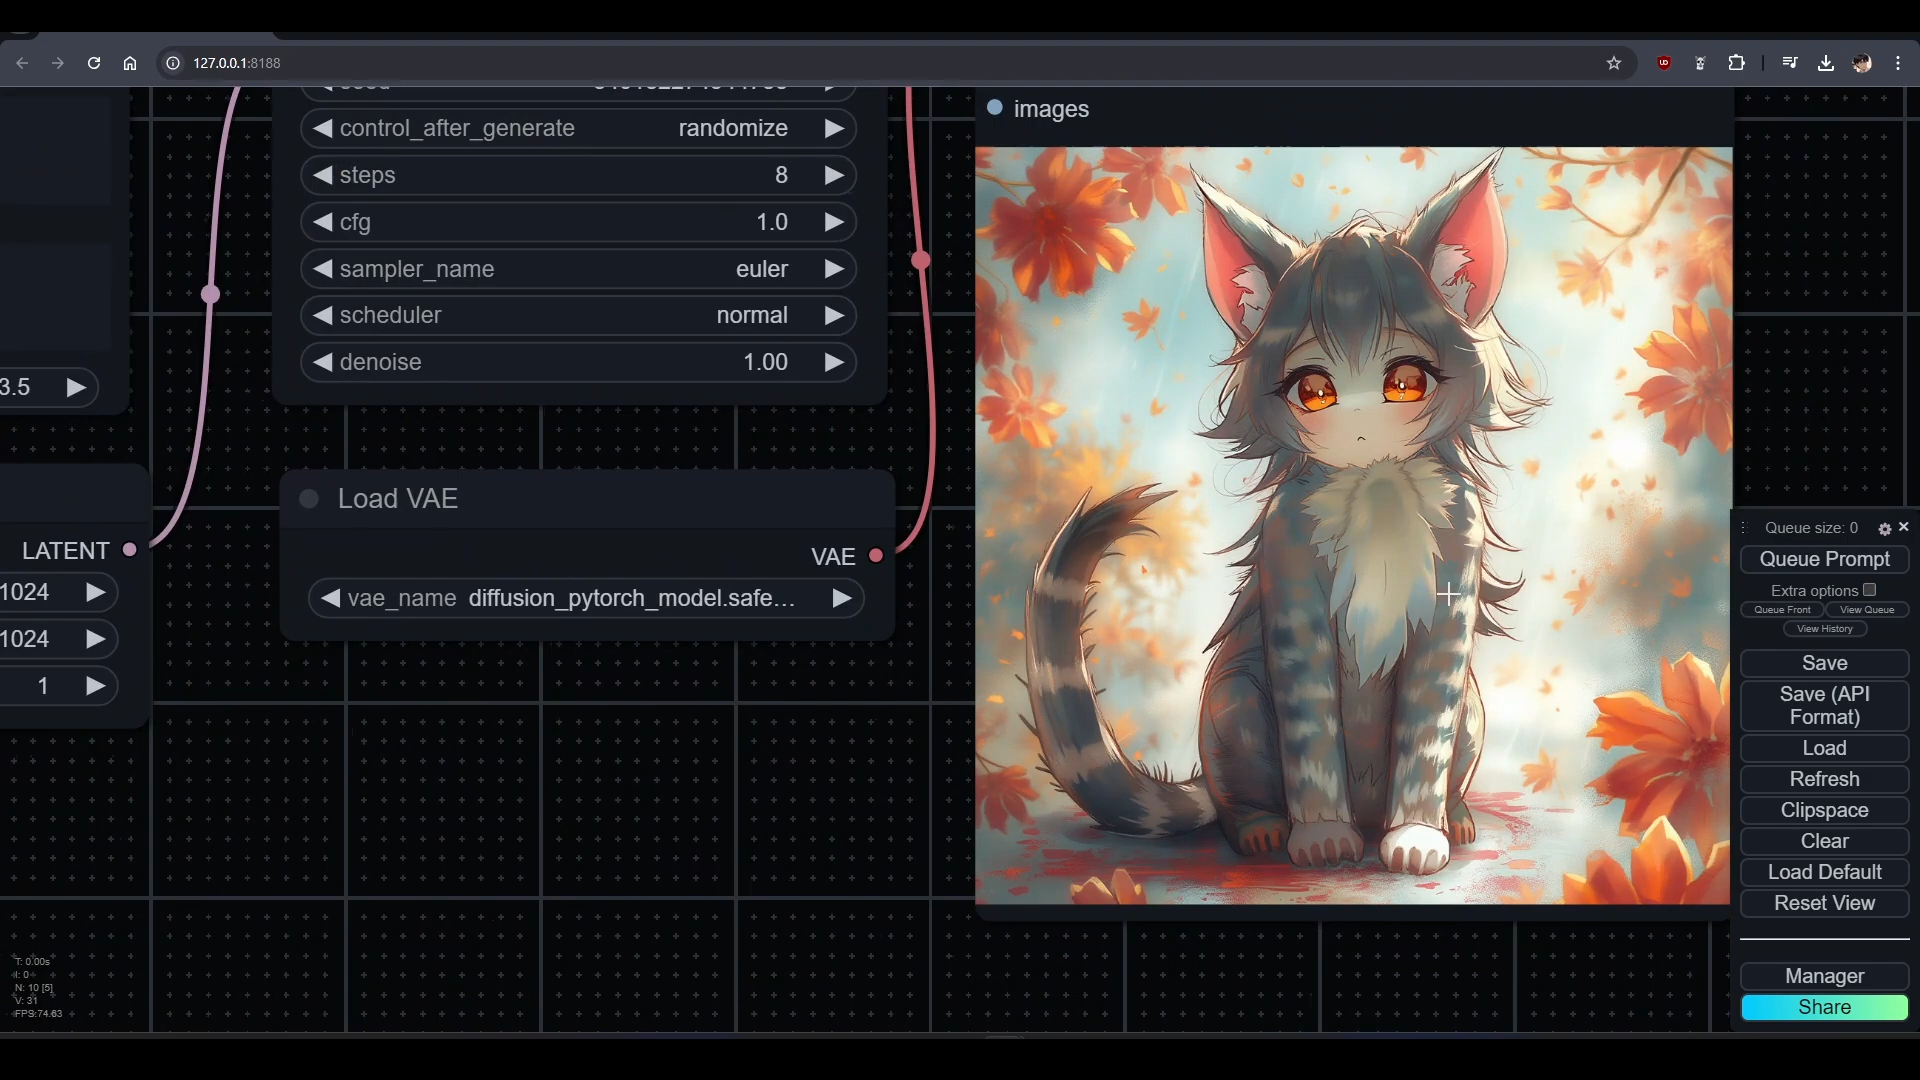 127.0.0.1:8188
control_after_generate randomize
steps 8
cfg 1.0
sampler_name euler
scheduler normal
denoise 1.00
3.5
Load VAE
VAE
vae_name diffusion_pytorch_model.safe...
LATENT
1024
1024
1
images
Queue size: 0
Queue Prompt
Extra options
Queue Front View Queue
View History
Save
Save (API
Format)
Load
Refresh
Clipspace
Clear
Load Default
Reset View
Manager
Share
T: 0.00s
I: 0
N: 10 [5]
V: 31
FPS:74.63